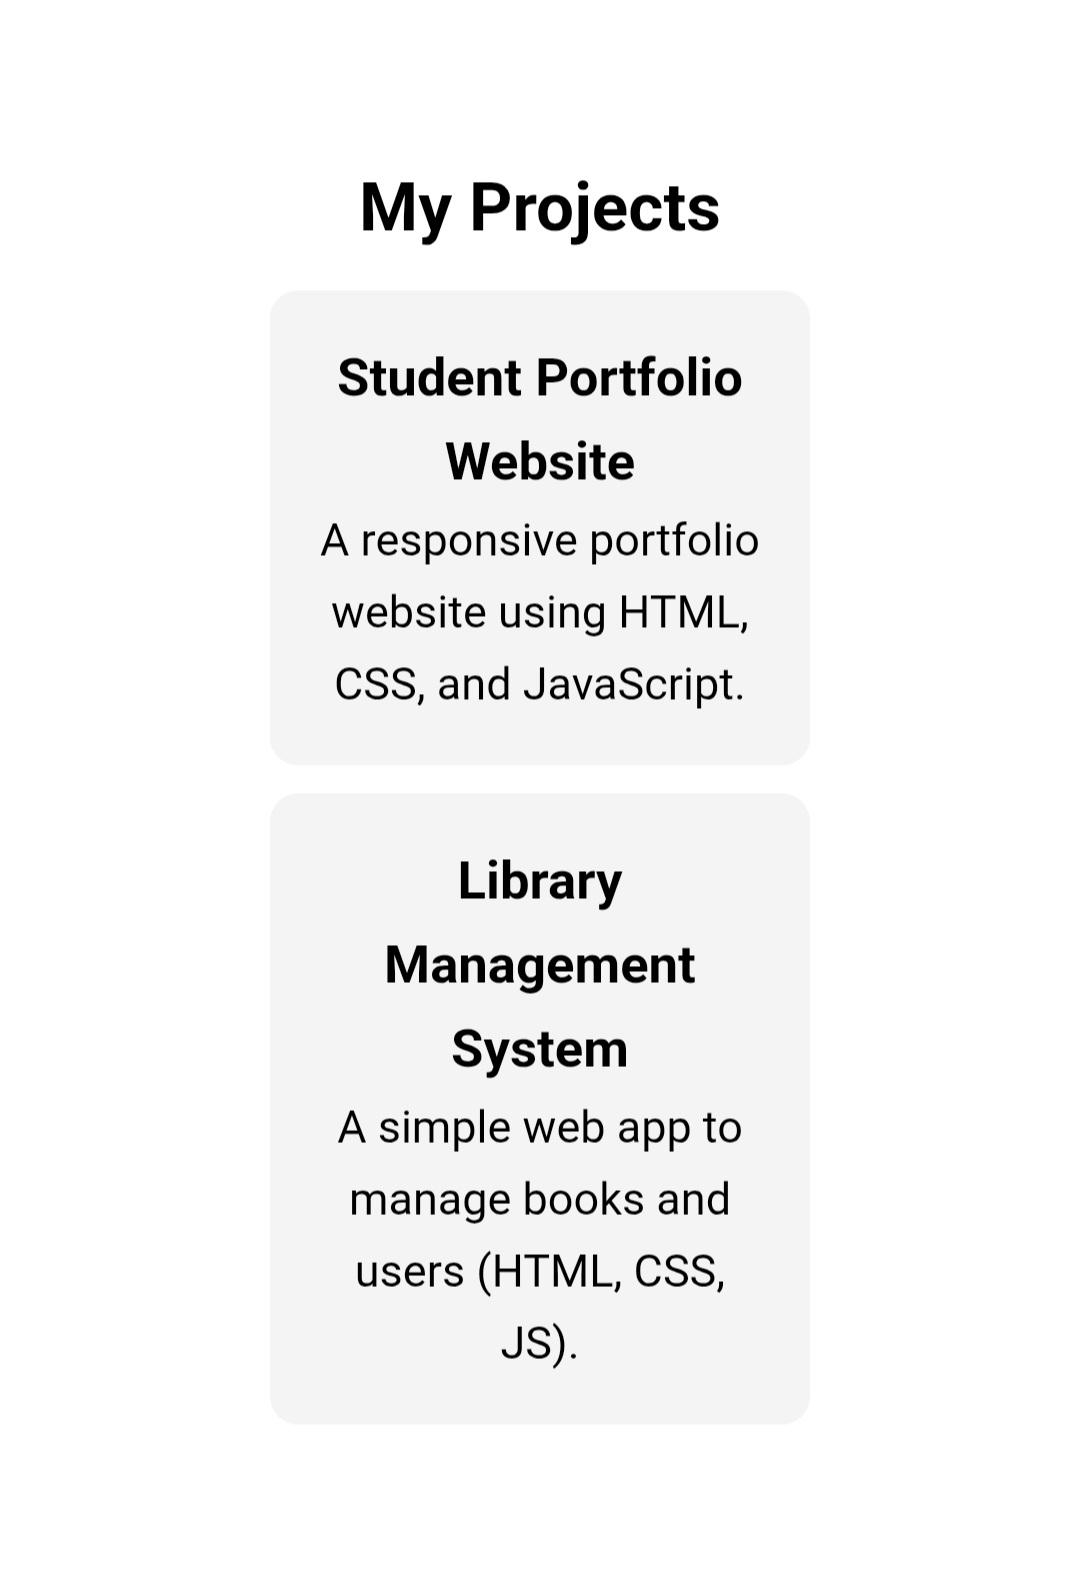 My Projects
Student Portfolio
Website
A responsive portfolio
website using HTML,
CSS, and JavaScript.
Library
Management
System
A simple web app to
manage books and
users (HTML, CSS,
JS).